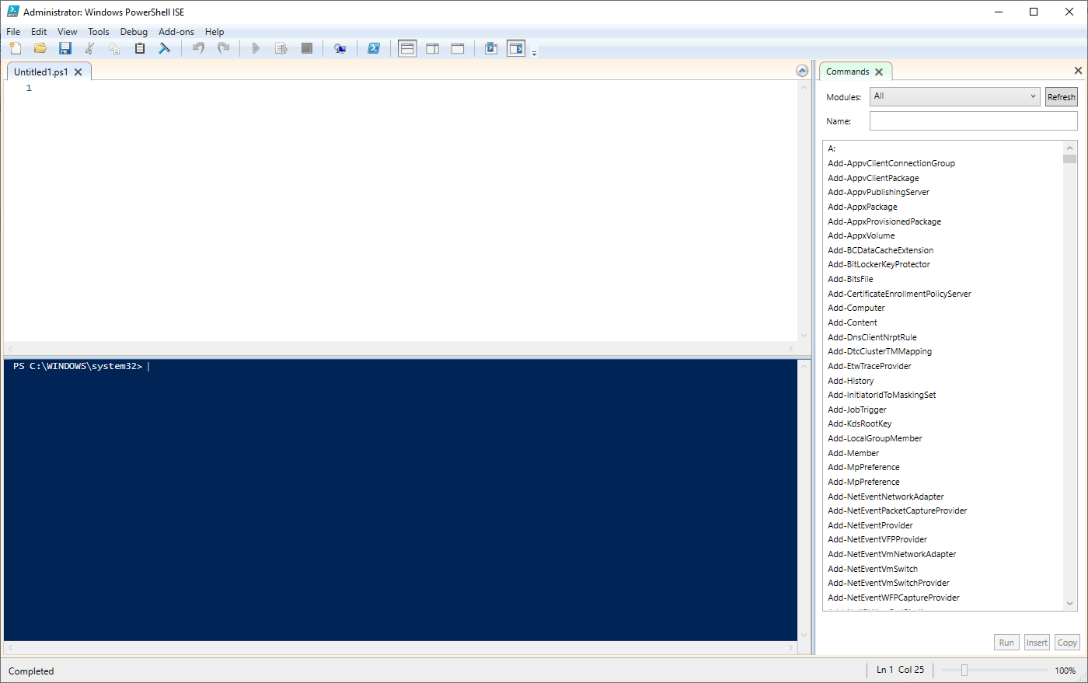 Administrator: Windows PowerShell ISE
File Edit View Tools Debug Add-ons Help
Untitled1.ps1
1
PS C:\WINDOWS\system32>
Commands
Modules: All Refresh
Name:
A:
Add-AppvClientConnectionGroup
Add-AppvClientPackage
Add-AppvPublishingServer
Add-AppxPackage
Add-AppxProvisionedPackage
Add-AppxVolume
Add-BCDataCacheExtension
Add-BitLockerKeyProtector
Add-BitsFile
Add-CertificateEnrollmentPolicyServer
Add-Computer
Add-Content
Add-DnsClientNrptRule
Add-DtcClusterTMMapping
Add-EtwTraceProvider
Add-History
Add-InitiatorIdToMaskingSet
Add-JobTrigger
Add-KdsRootKey
Add-LocalGroupMember
Add-Member
Add-MpPreference
Add-MpPreference
Add-NetEventNetworkAdapter
Add-NetEventPacketCaptureProvider
Add-NetEventProvider
Add-NetEventVFPProvider
Add-NetEventVmNetworkAdapter
Add-NetEventVmSwitch
Add-NetEventVmSwitchProvider
Add-NetEventWFPCaptureProvider
Run Insert Copy
Completed
Ln 1 Col 25
100%